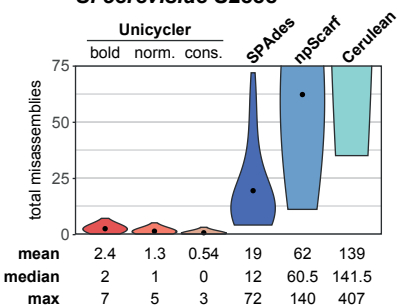 Unicycler
bold norm. cons. SPAdes npScarf Cerulean
total misassemblies
75
50
25
0
mean 2.4 1.3 0.54 19 62 139
median 2 1 0 12 60.5 141.5
max 7 5 3 72 140 407